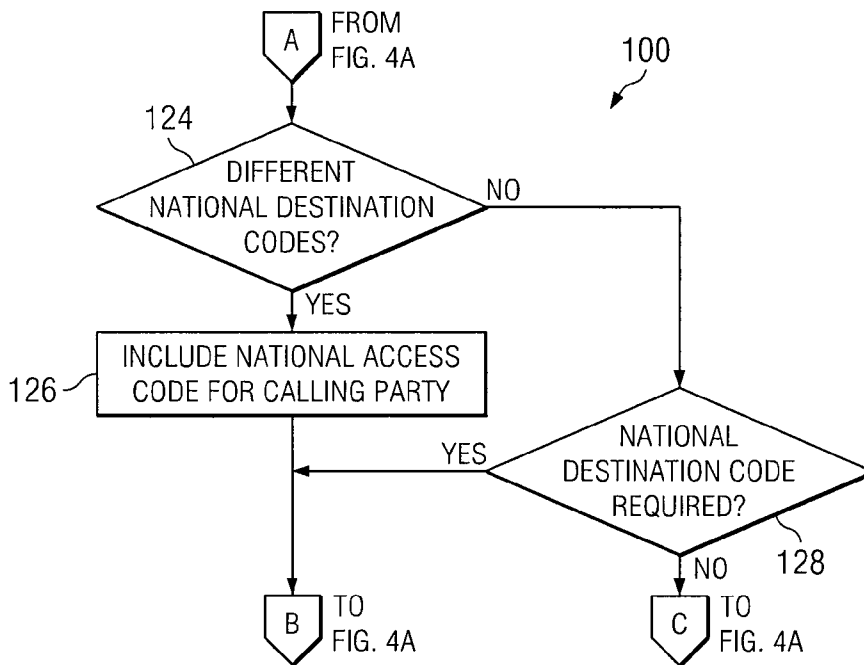 A
FROM
FIG. 4A
100
124
DIFFERENT
NATIONAL DESTINATION
CODES?
NO
YES
INCLUDE NATIONAL ACCESS
CODE FOR CALLING PARTY
126
NATIONAL
DESTINATION CODE
REQUIRED?
YES
128
NO
B
TO
FIG. 4A
C
TO
FIG. 4A